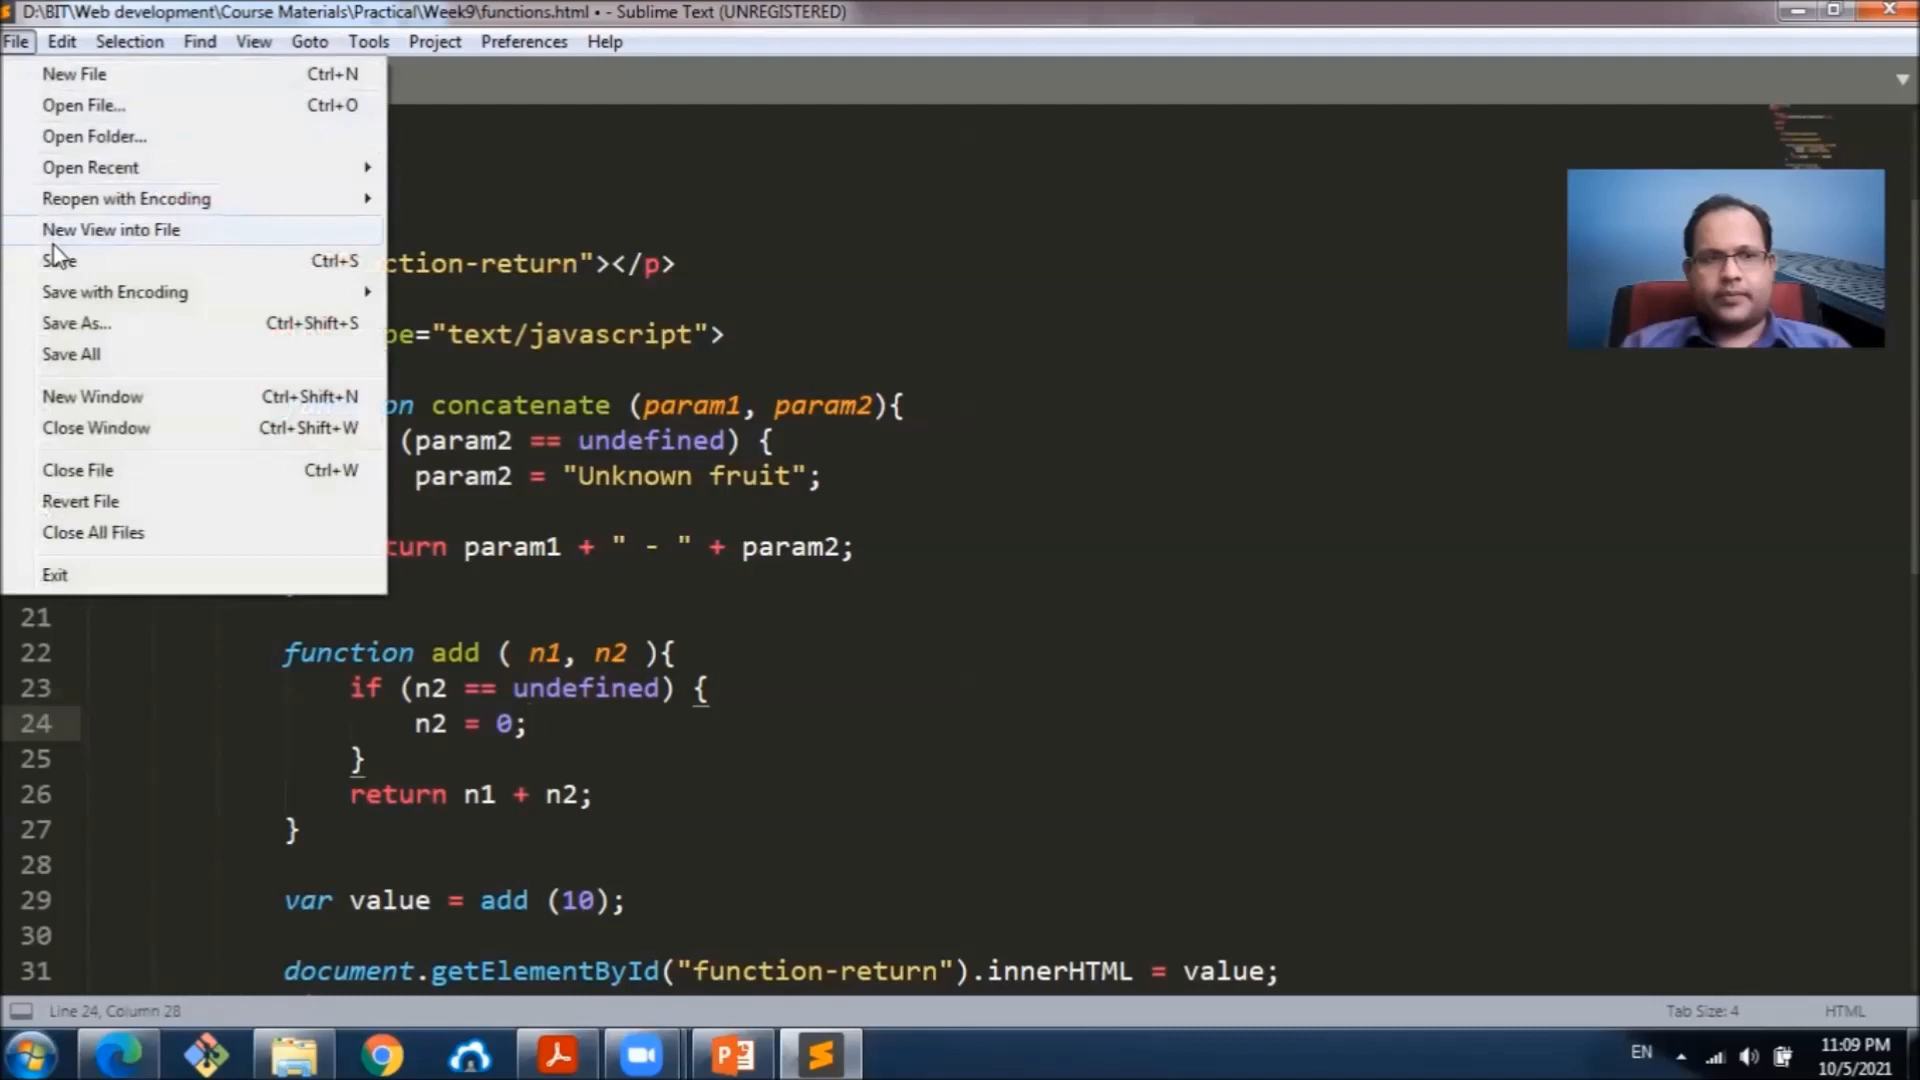 D:\BIT\Web development\Course Materials\Practical\Week9\functions.html • - Sublime Text (UNREGISTERED)
File Edit Selection Find View Goto Tools Project Preferences Help
New File Ctrl+N
Open File... Ctrl+O
Open Folder...
Open Recent
Reopen with Encoding
New View into File
Save Ctrl+S
Save with Encoding
Save As... Ctrl+Shift+S
Save All
New Window Ctrl+Shift+N
Close Window Ctrl+Shift+W
Close File Ctrl+W
Revert File
Close All Files
Exit
ction-return"></p>
pe="text/javascript">
on concatenate (param1, param2){
(param2 == undefined) {
param2 = "Unknown fruit";
turn param1 + " - " + param2;
21
22 function add ( n1, n2 ){
23 if (n2 == undefined) {
24 n2 = 0;
25 }
26 return n1 + n2;
27 }
28
29 var value = add (10);
30
31 document.getElementById("function-return").innerHTML = value;
Line 24, Column 28 Tab Size: 4 HTML
EN 11:09 PM
10/5/2021